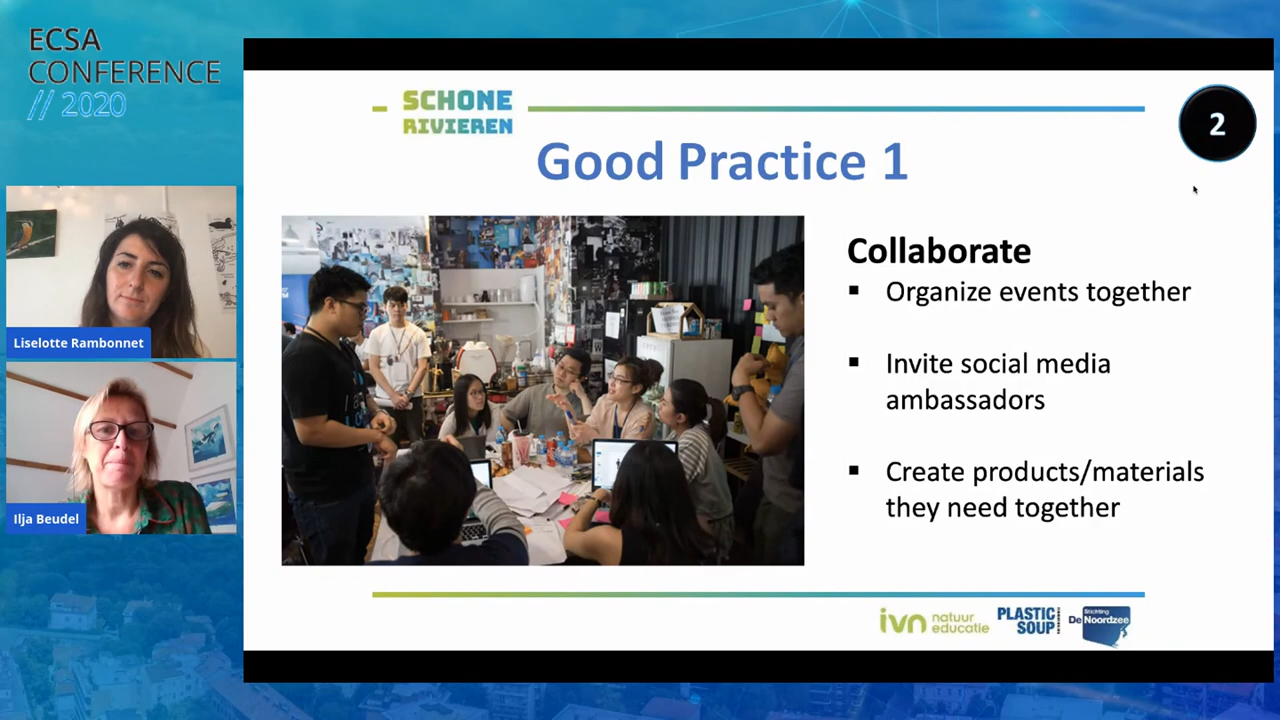 ECSA
CONFERENCE
// 2020
SCHONE
RIVIEREN
2
Good Practice 1
Collaborate
▪ Organize events together
▪ Invite social media
ambassadors
▪ Create products/materials
they need together
Liselotte Rambonnet
Ilja Beudel
ivn natuur
educatie
PLASTIC
SOUP
Stichting
De Noordzee